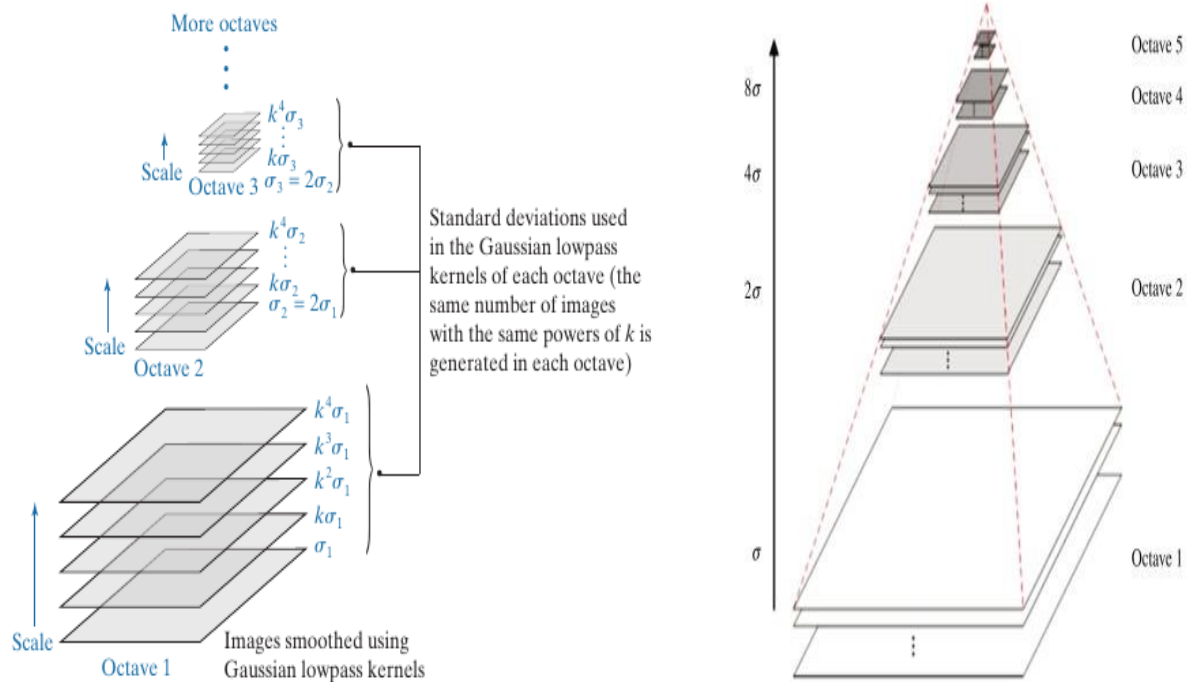 More octaves
k⁴σ₃
⋮
kσ₃
σ₃ = 2σ₂
Scale
Octave 3
k⁴σ₂
⋮
kσ₂
σ₂ = 2σ₁
Scale
Octave 2
Standard deviations used
in the Gaussian lowpass
kernels of each octave (the
same number of images
with the same powers of k is
generated in each octave)
k⁴σ₁
k³σ₁
k²σ₁
kσ₁
σ₁
Scale
Octave 1
Images smoothed using
Gaussian lowpass kernels
8σ
4σ
2σ
σ
Octave 5
Octave 4
Octave 3
Octave 2
Octave 1